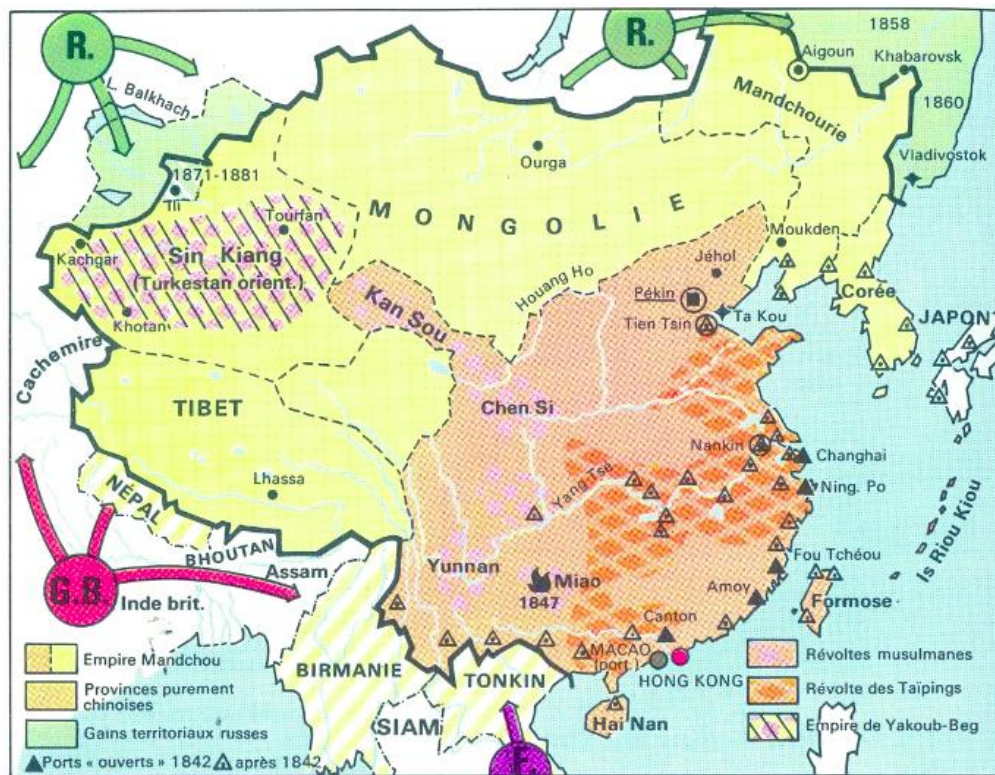 R.
R.
1858
Aigoun
Khabarovsk
L. Balkhach
Mandchourie
1860
Ourga
Vladivostok
1871-1881
Ili
MONGOLIE
Tourfan
Moukden
Kachgar
Sin Kiang
(Turkestan orient.)
Jéhol
Houang Ho
Kan Sou
Pékin
Corée
Ta Kou
Khotan
Tien Tsin
JAPON
Cachemire
TIBET
Chen Si
Nankin
Changhai
Lhassa
Yang Tse
Ning. Po
NÉPAL
Is Riou Kiou
BHOUTAN
Fou Tchéou
Assam
Yunnan
Miao
1847
Amoy
Formose
G.B.
Inde brit.
Canton
MACAO
(port.)
HONG KONG
BIRMANIE
TONKIN
SIAM
Hai Nan
F.
Empire Mandchou
Provinces purement
chinoises
Gains territoriaux russes
Ports « ouverts » 1842
après 1842
Révoltes musulmanes
Révolte des Taïpings
Empire de Yakoub-Beg